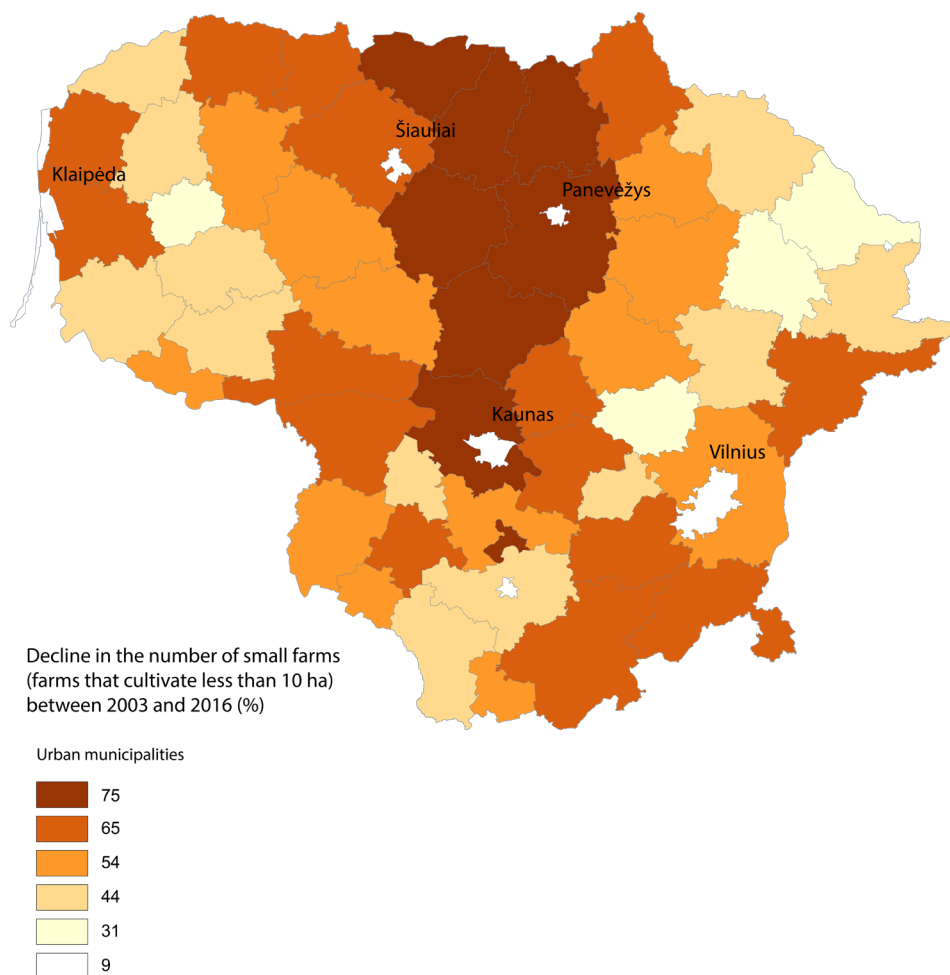 Šiauliai
Klaipėda
Panevėžys
Kaunas
Vilnius
Decline in the number of small farms
(farms that cultivate less than 10 ha)
between 2003 and 2016 (%)
Urban municipalities
75
65
54
44
31
9